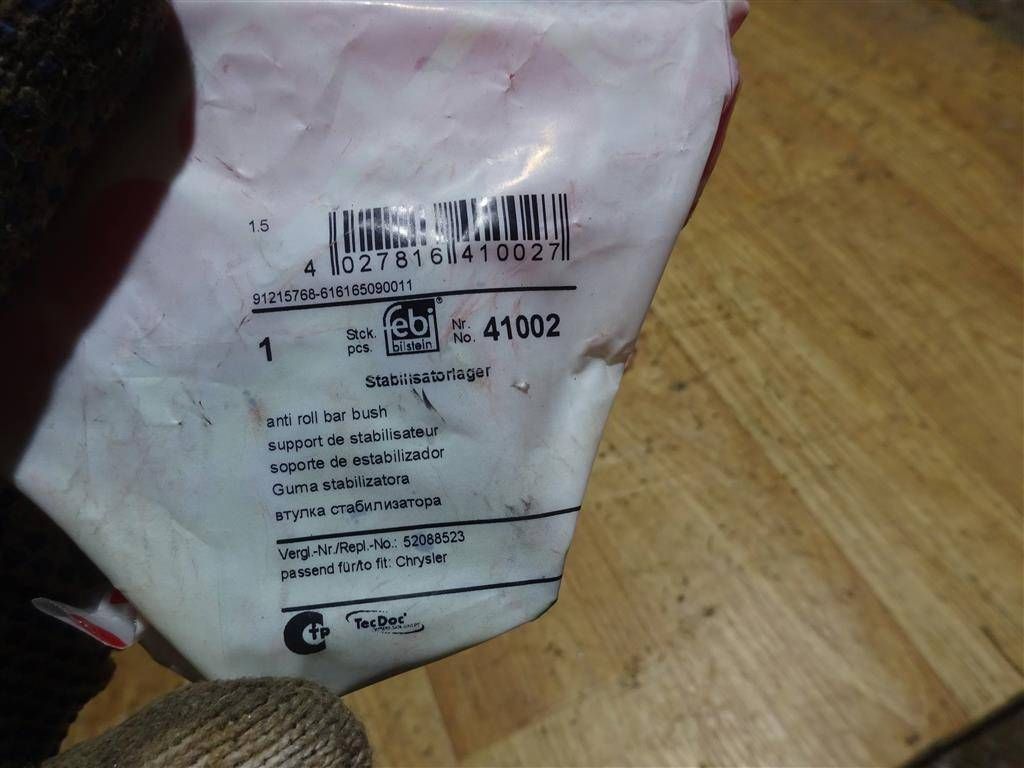 1.5
4 027816 410027
91215768-616165090011
1 Stck. pcs. febi bilstein ® Nr. No. 41002
Stabilisatorlager
anti roll bar bush
support de stabilisateur
soporte de estabilizador
Guma stabilizatora
втулка стабилизатора
Vergl.-Nr./Repl.-No.: 52088523
passend für/to fit: Chrysler
CTP TecDoc